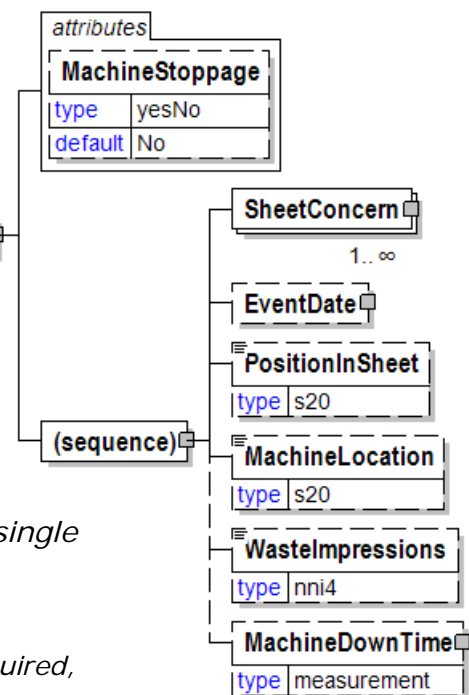 attributes
MachineStoppage
type yesNo
default No
SheetConcern
1.. ∞
EventDate
PositionInSheet
type s20
(sequence)
MachineLocation
type s20
single
WasteImpressions
type nni4
uired,
MachineDownTime
type measurement